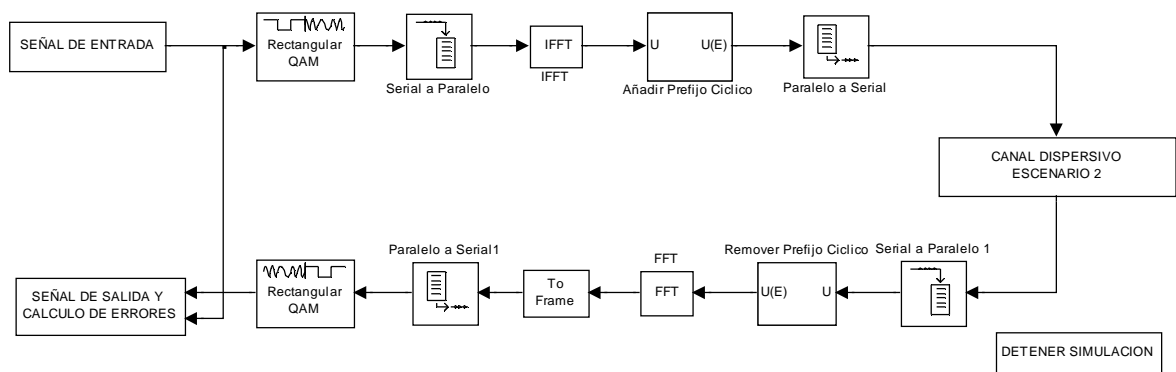 SEÑAL DE ENTRADA
Rectangular
QAM
Serial a Paralelo
IFFT
IFFT
U U(E)
Añadir Prefijo Ciclico
Paralelo a Serial
CANAL DISPERSIVO
ESCENARIO 2
Serial a Paralelo 1
Remover Prefijo Ciclico
U(E) U
FFT
FFT
To
Frame
Paralelo a Serial1
Rectangular
QAM
SEÑAL DE SALIDA Y
CALCULO DE ERRORES
DETENER SIMULACION